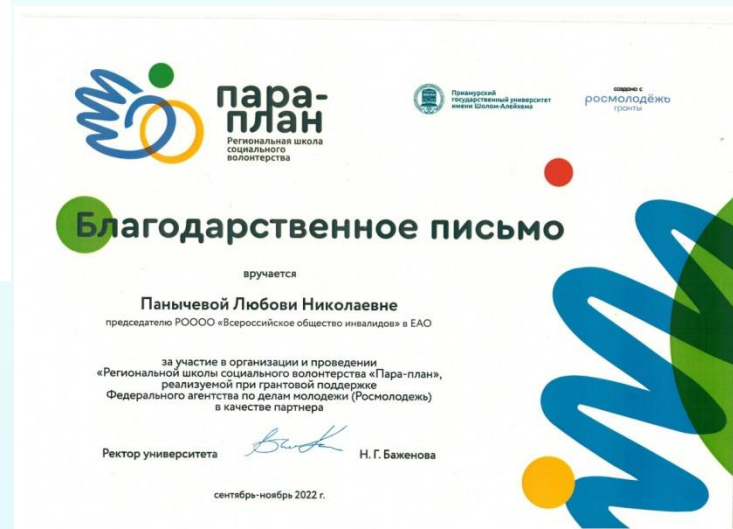 пара-
план
Региональная школа
социального
волонтерства
Приамурский
государственный университет
имени Шолом-Алейхема
создано с
росмолодёжь
гранты
Благодарственное письмо
вручается
Панычевой Любови Николаевне
председателю РОООО «Всероссийское общество инвалидов» в ЕАО
за участие в организации и проведении
«Региональной школы социального волонтерства «Пара-план»,
реализуемой при грантовой поддержке
Федерального агентства по делам молодежи (Росмолодежь)
в качестве партнера
Ректор университета Н. Г. Баженова
сентябрь-ноябрь 2022 г.